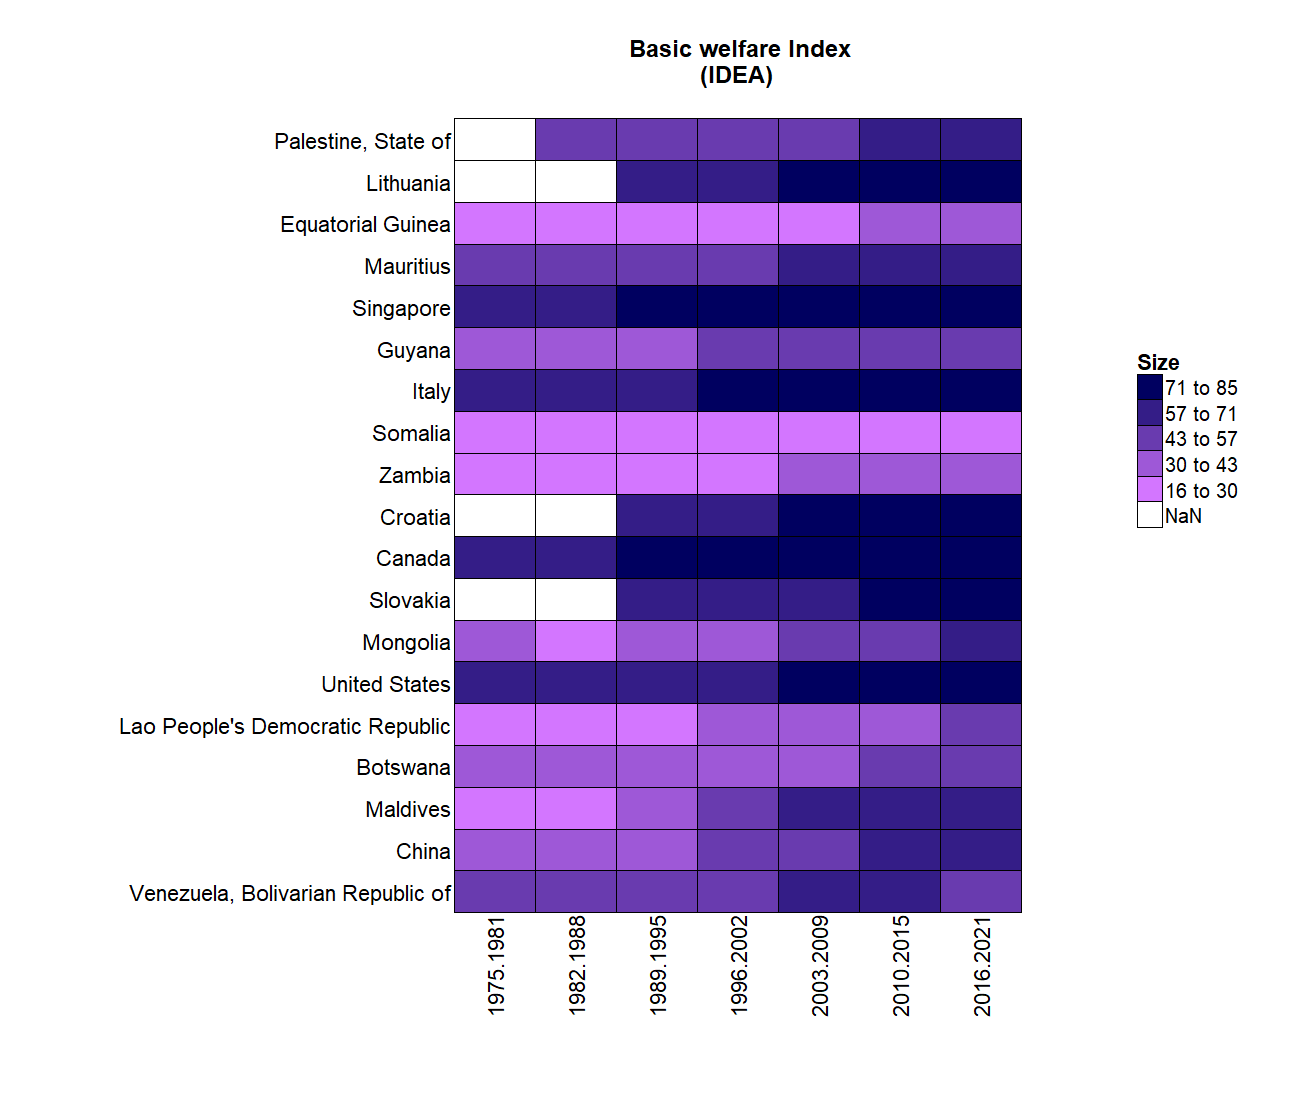 Basic welfare Index
(IDEA)
Palestine, State of
Lithuania
Equatorial Guinea
Mauritius
Singapore
Guyana
Italy
Somalia
Zambia
Croatia
Canada
Slovakia
Mongolia
United States
Lao People's Democratic Republic
Botswana
Maldives
China
Venezuela, Bolivarian Republic of
1975.1981
1982.1988
1989.1995
1996.2002
2003.2009
2010.2015
2016.2021
Size
71 to 85
57 to 71
43 to 57
30 to 43
16 to 30
NaN